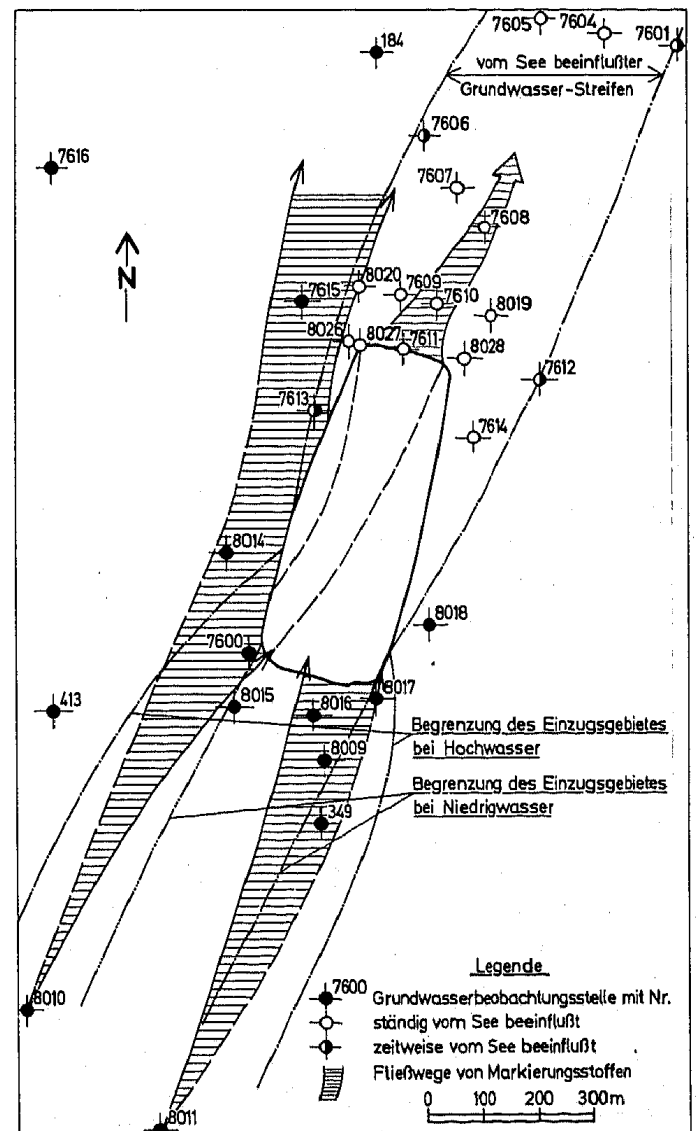 7605
7604
7601
184
vom See beeinflußter
Grundwasser-Streifen
7606
7616
7607
7608
N
8020
7609
7615
7610
8019
8026
8027
7611
8028
7612
7613
7614
8014
8018
7600
8017
413
8015
8016
Begrenzung des Einzugsgebietes
bei Hochwasser
8009
Begrenzung des Einzugsgebietes
bei Niedrigwasser
349
Legende
8010
7600
Grundwasserbeobachtungsstelle mit Nr.
ständig vom See beeinflußt
zeitweise vom See beeinflußt
Fließwege von Markierungsstoffen
8011
0 100 200 300m